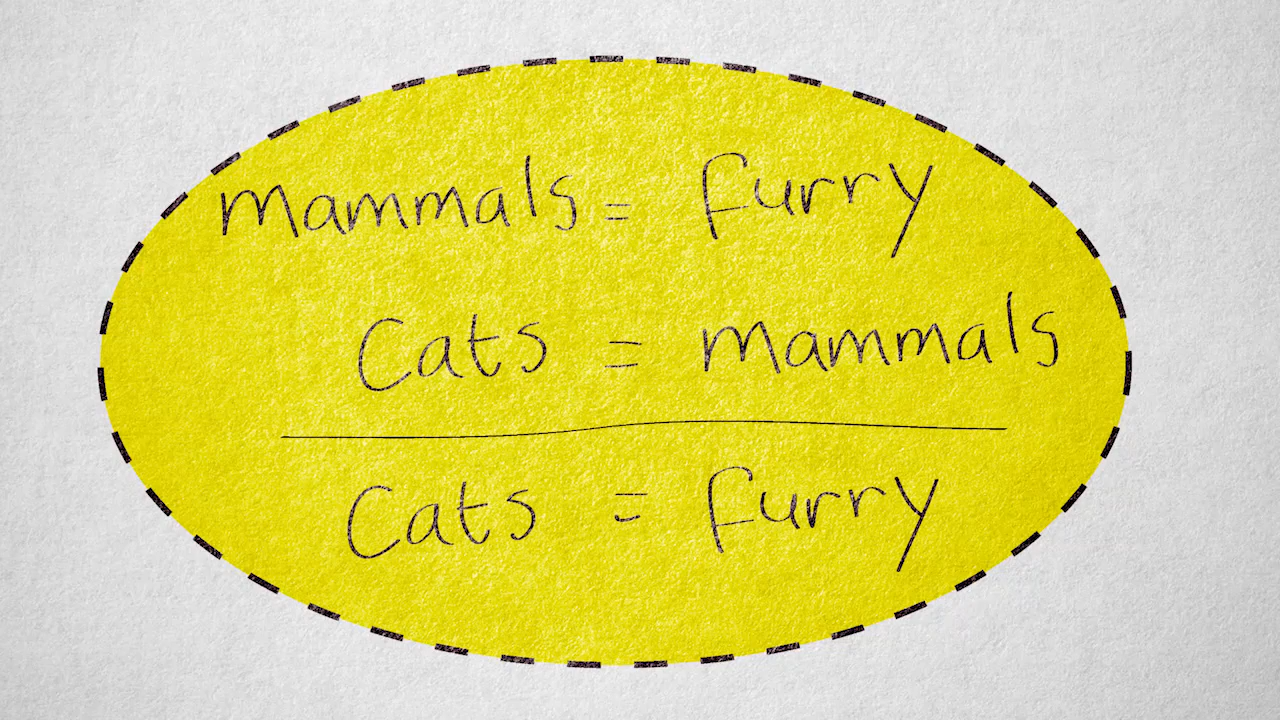 Mammals = furry
Cats = mammals
Cats = furry